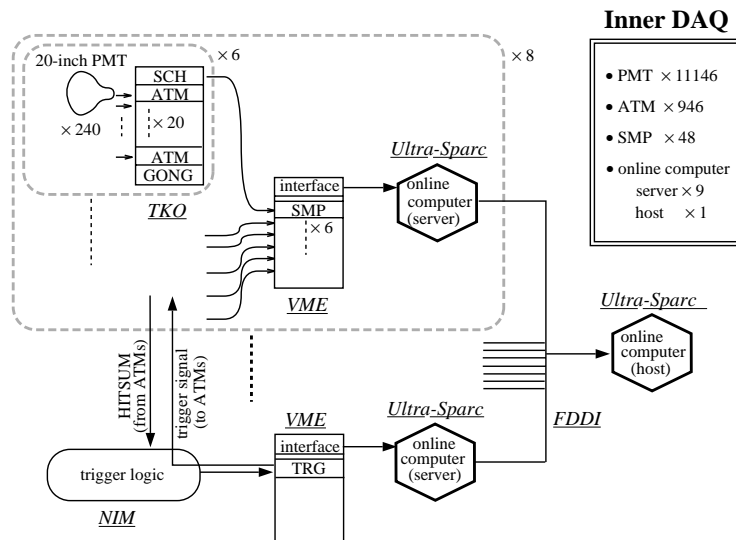 Inner DAQ
PMT × 11146
ATM × 946
SMP × 48
online computer
server × 9
host × 1
× 8
× 6
20-inch PMT
× 240
SCH
ATM
× 20
ATM
GONG
TKO
interface
SMP
× 6
VME
Ultra-Sparc
online
computer
(server)
Ultra-Sparc
online
computer
(host)
HITSUM
(from ATMs)
trigger signal
(to ATMs)
trigger logic
NIM
VME
interface
TRG
Ultra-Sparc
online
computer
(server)
FDDI